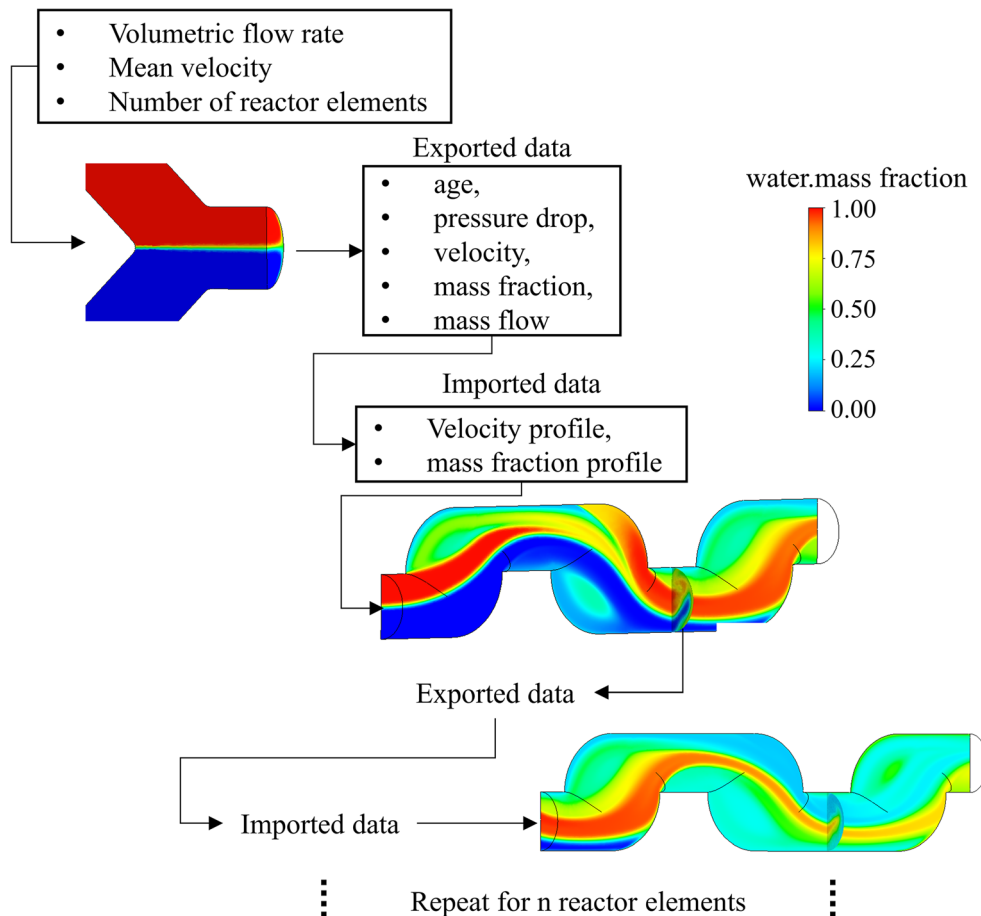 • Volumetric flow rate
• Mean velocity
• Number of reactor elements
Exported data
• age,
• pressure drop,
• velocity,
• mass fraction,
• mass flow
water.mass fraction
1.00
0.75
0.50
0.25
0.00
Imported data
• Velocity profile,
• mass fraction profile
Exported data
Imported data
Repeat for n reactor elements